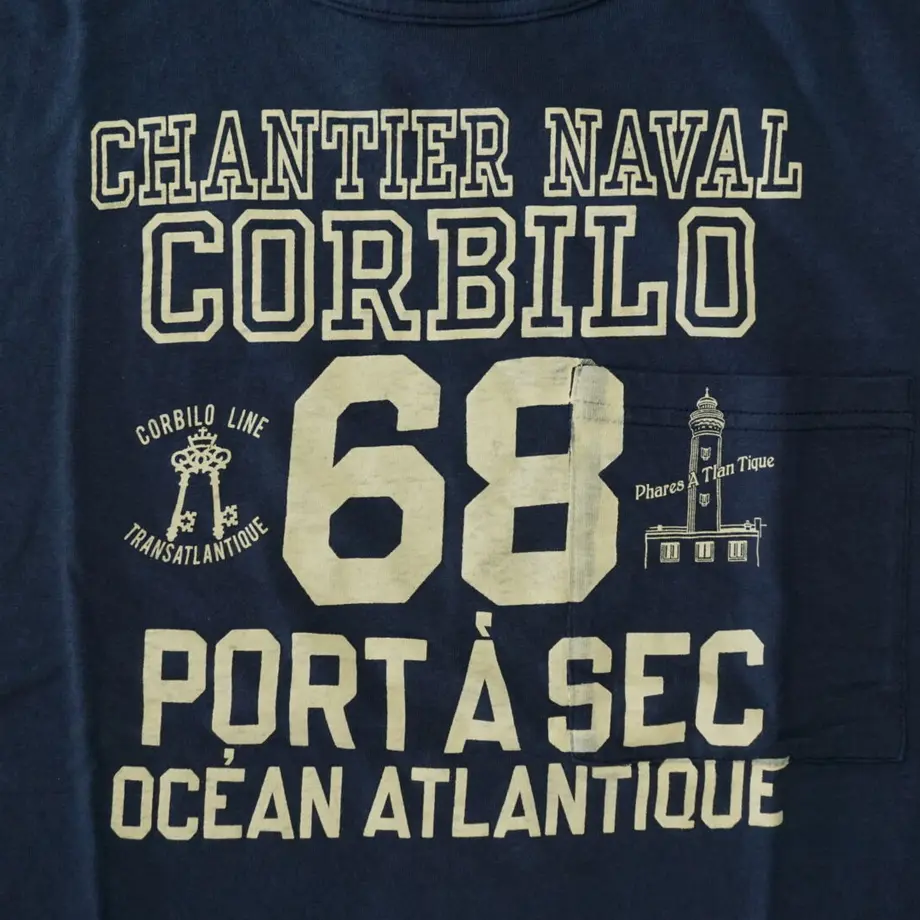 CHANTIER NAVAL
CORBILO
68
CORBILO LINE
TRANSATLANTIQUE
Phares A Tlan Tique
PORT À SEC
OCÉAN ATLANTIQUE